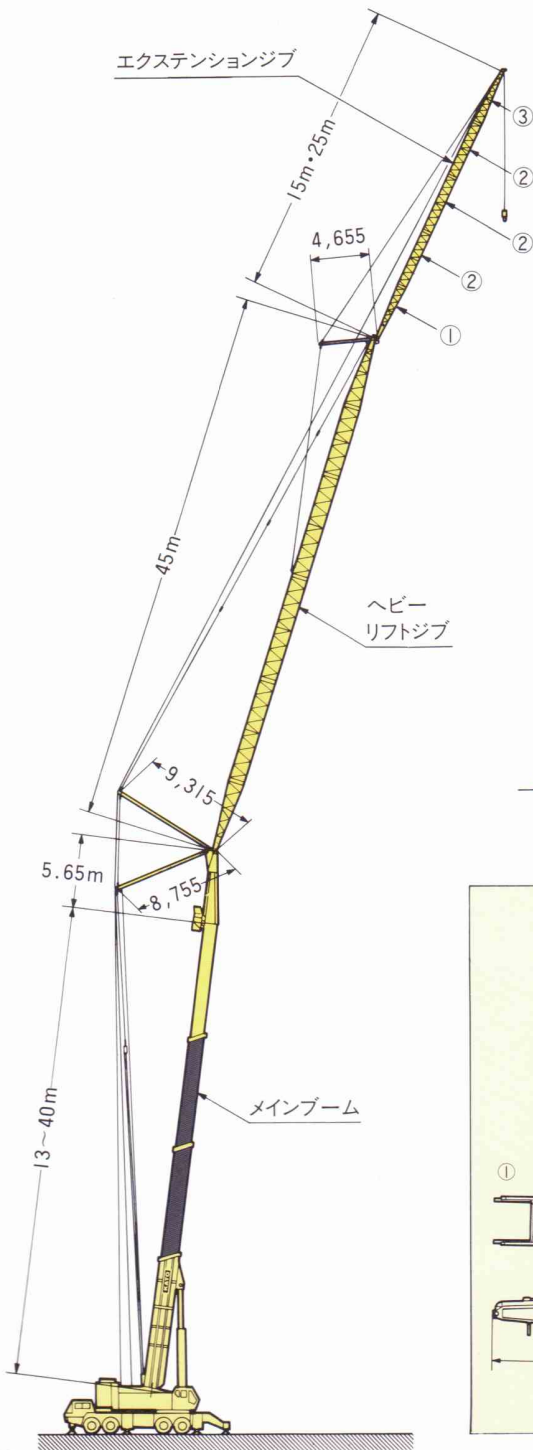 エクステンションジブ
15m・25m
③
②
②
②
①
4,655
45m
ヘビー
リフトジブ
9,315
5.65m
8,755
13~40m
メインブーム
①